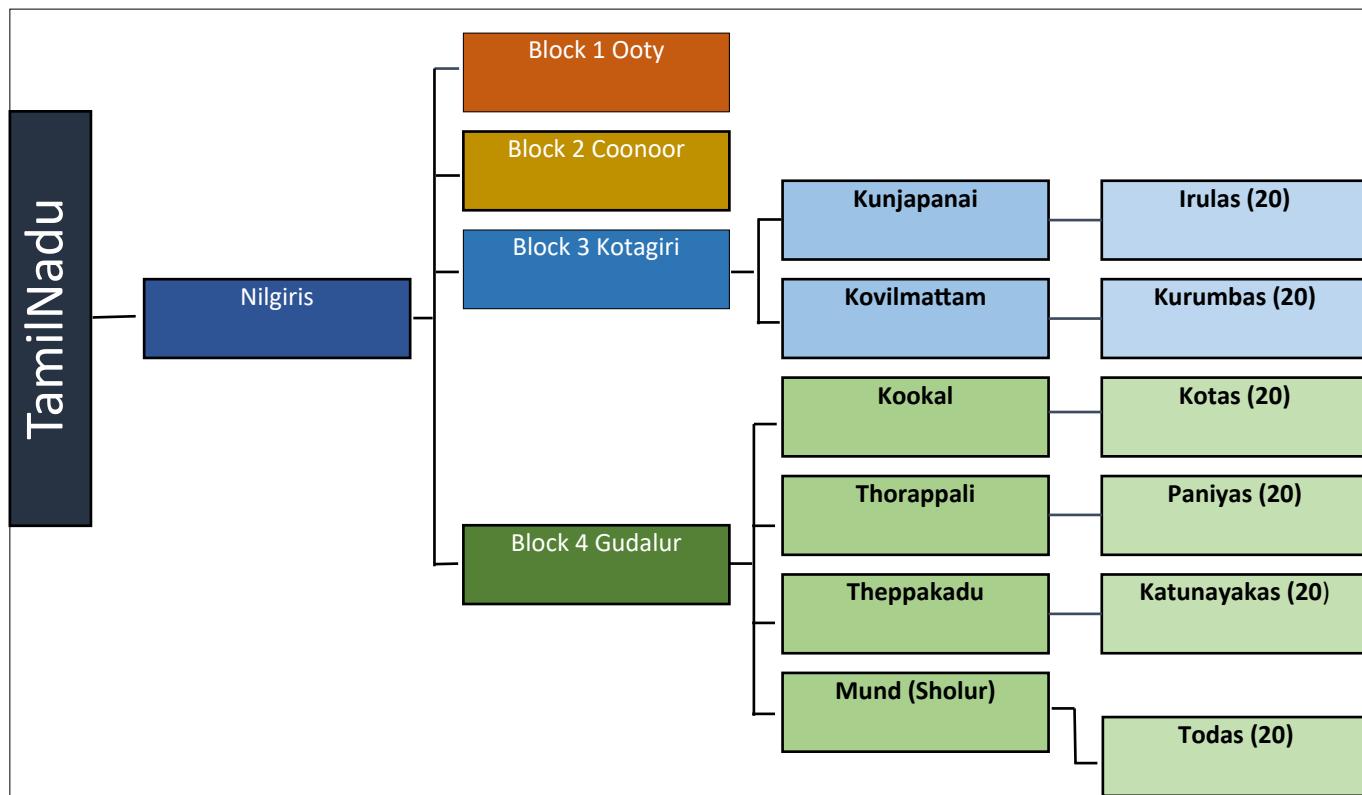 TamilNadu
Nilgiris
Block 1 Ooty
Block 2 Coonoor
Block 3 Kotagiri
Block 4 Gudalur
Kunjapanai
Irulas (20)
Kovilmattam
Kurumbas (20)
Kookal
Kotas (20)
Thorappali
Paniyas (20)
Theppakadu
Katunayakas (20)
Mund (Sholur)
Todas (20)